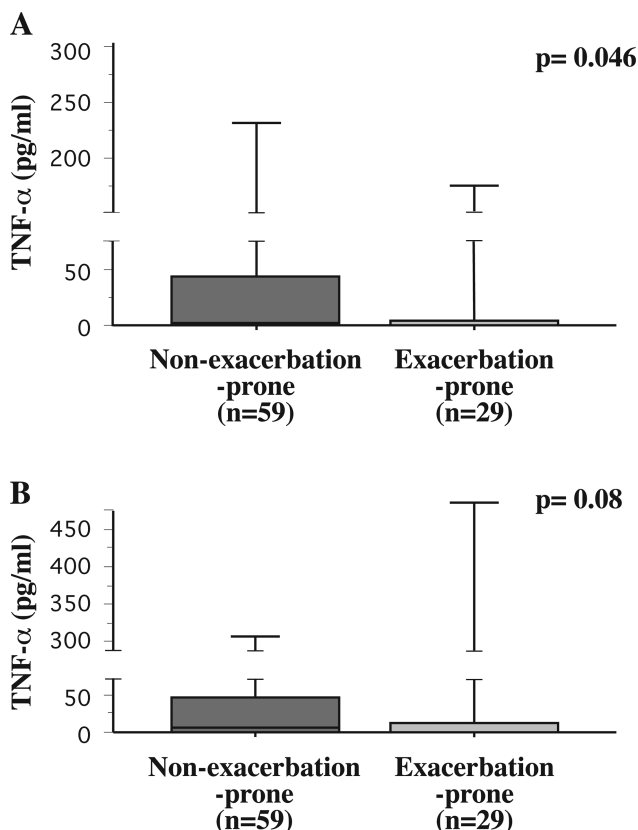 A
p= 0.046
TNF-α (pg/ml)
300
250
200
50
0
Non-exacerbation
-prone
(n=59)
Exacerbation
-prone
(n=29)
B
p= 0.08
TNF-α (pg/ml)
450
400
350
300
50
0
Non-exacerbation
-prone
(n=59)
Exacerbation
-prone
(n=29)